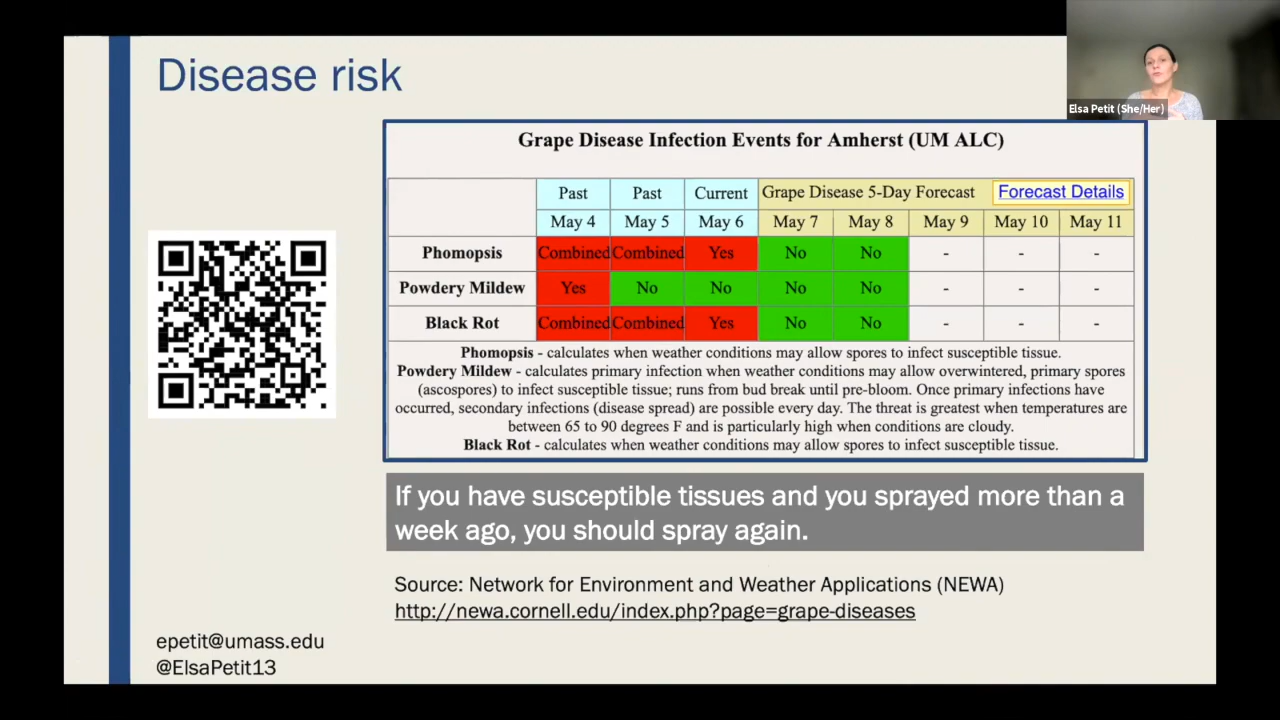 Disease risk
Elsa Petit (She/Her)
Grape Disease Infection Events for Amherst (UM ALC)
Past Past Current Grape Disease 5-Day Forecast Forecast Details
May 4 May 5 May 6 May 7 May 8 May 9 May 10 May 11
Phomopsis Combined Combined Yes No No - - -
Powdery Mildew Yes No No No No - - -
Black Rot Combined Combined Yes No No - - -
Phomopsis - calculates when weather conditions may allow spores to infect susceptible tissue.
Powdery Mildew - calculates primary infection when weather conditions may allow overwintered, primary spores
(ascospores) to infect susceptible tissue; runs from bud break until pre-bloom. Once primary infections have
occurred, secondary infections (disease spread) are possible every day. The threat is greatest when temperatures are
between 65 to 90 degrees F and is particularly high when conditions are cloudy.
Black Rot - calculates when weather conditions may allow spores to infect susceptible tissue.
If you have susceptible tissues and you sprayed more than a
week ago, you should spray again.
Source: Network for Environment and Weather Applications (NEWA)
http://newa.cornell.edu/index.php?page=grape-diseases
epetit@umass.edu
@ElsaPetit13